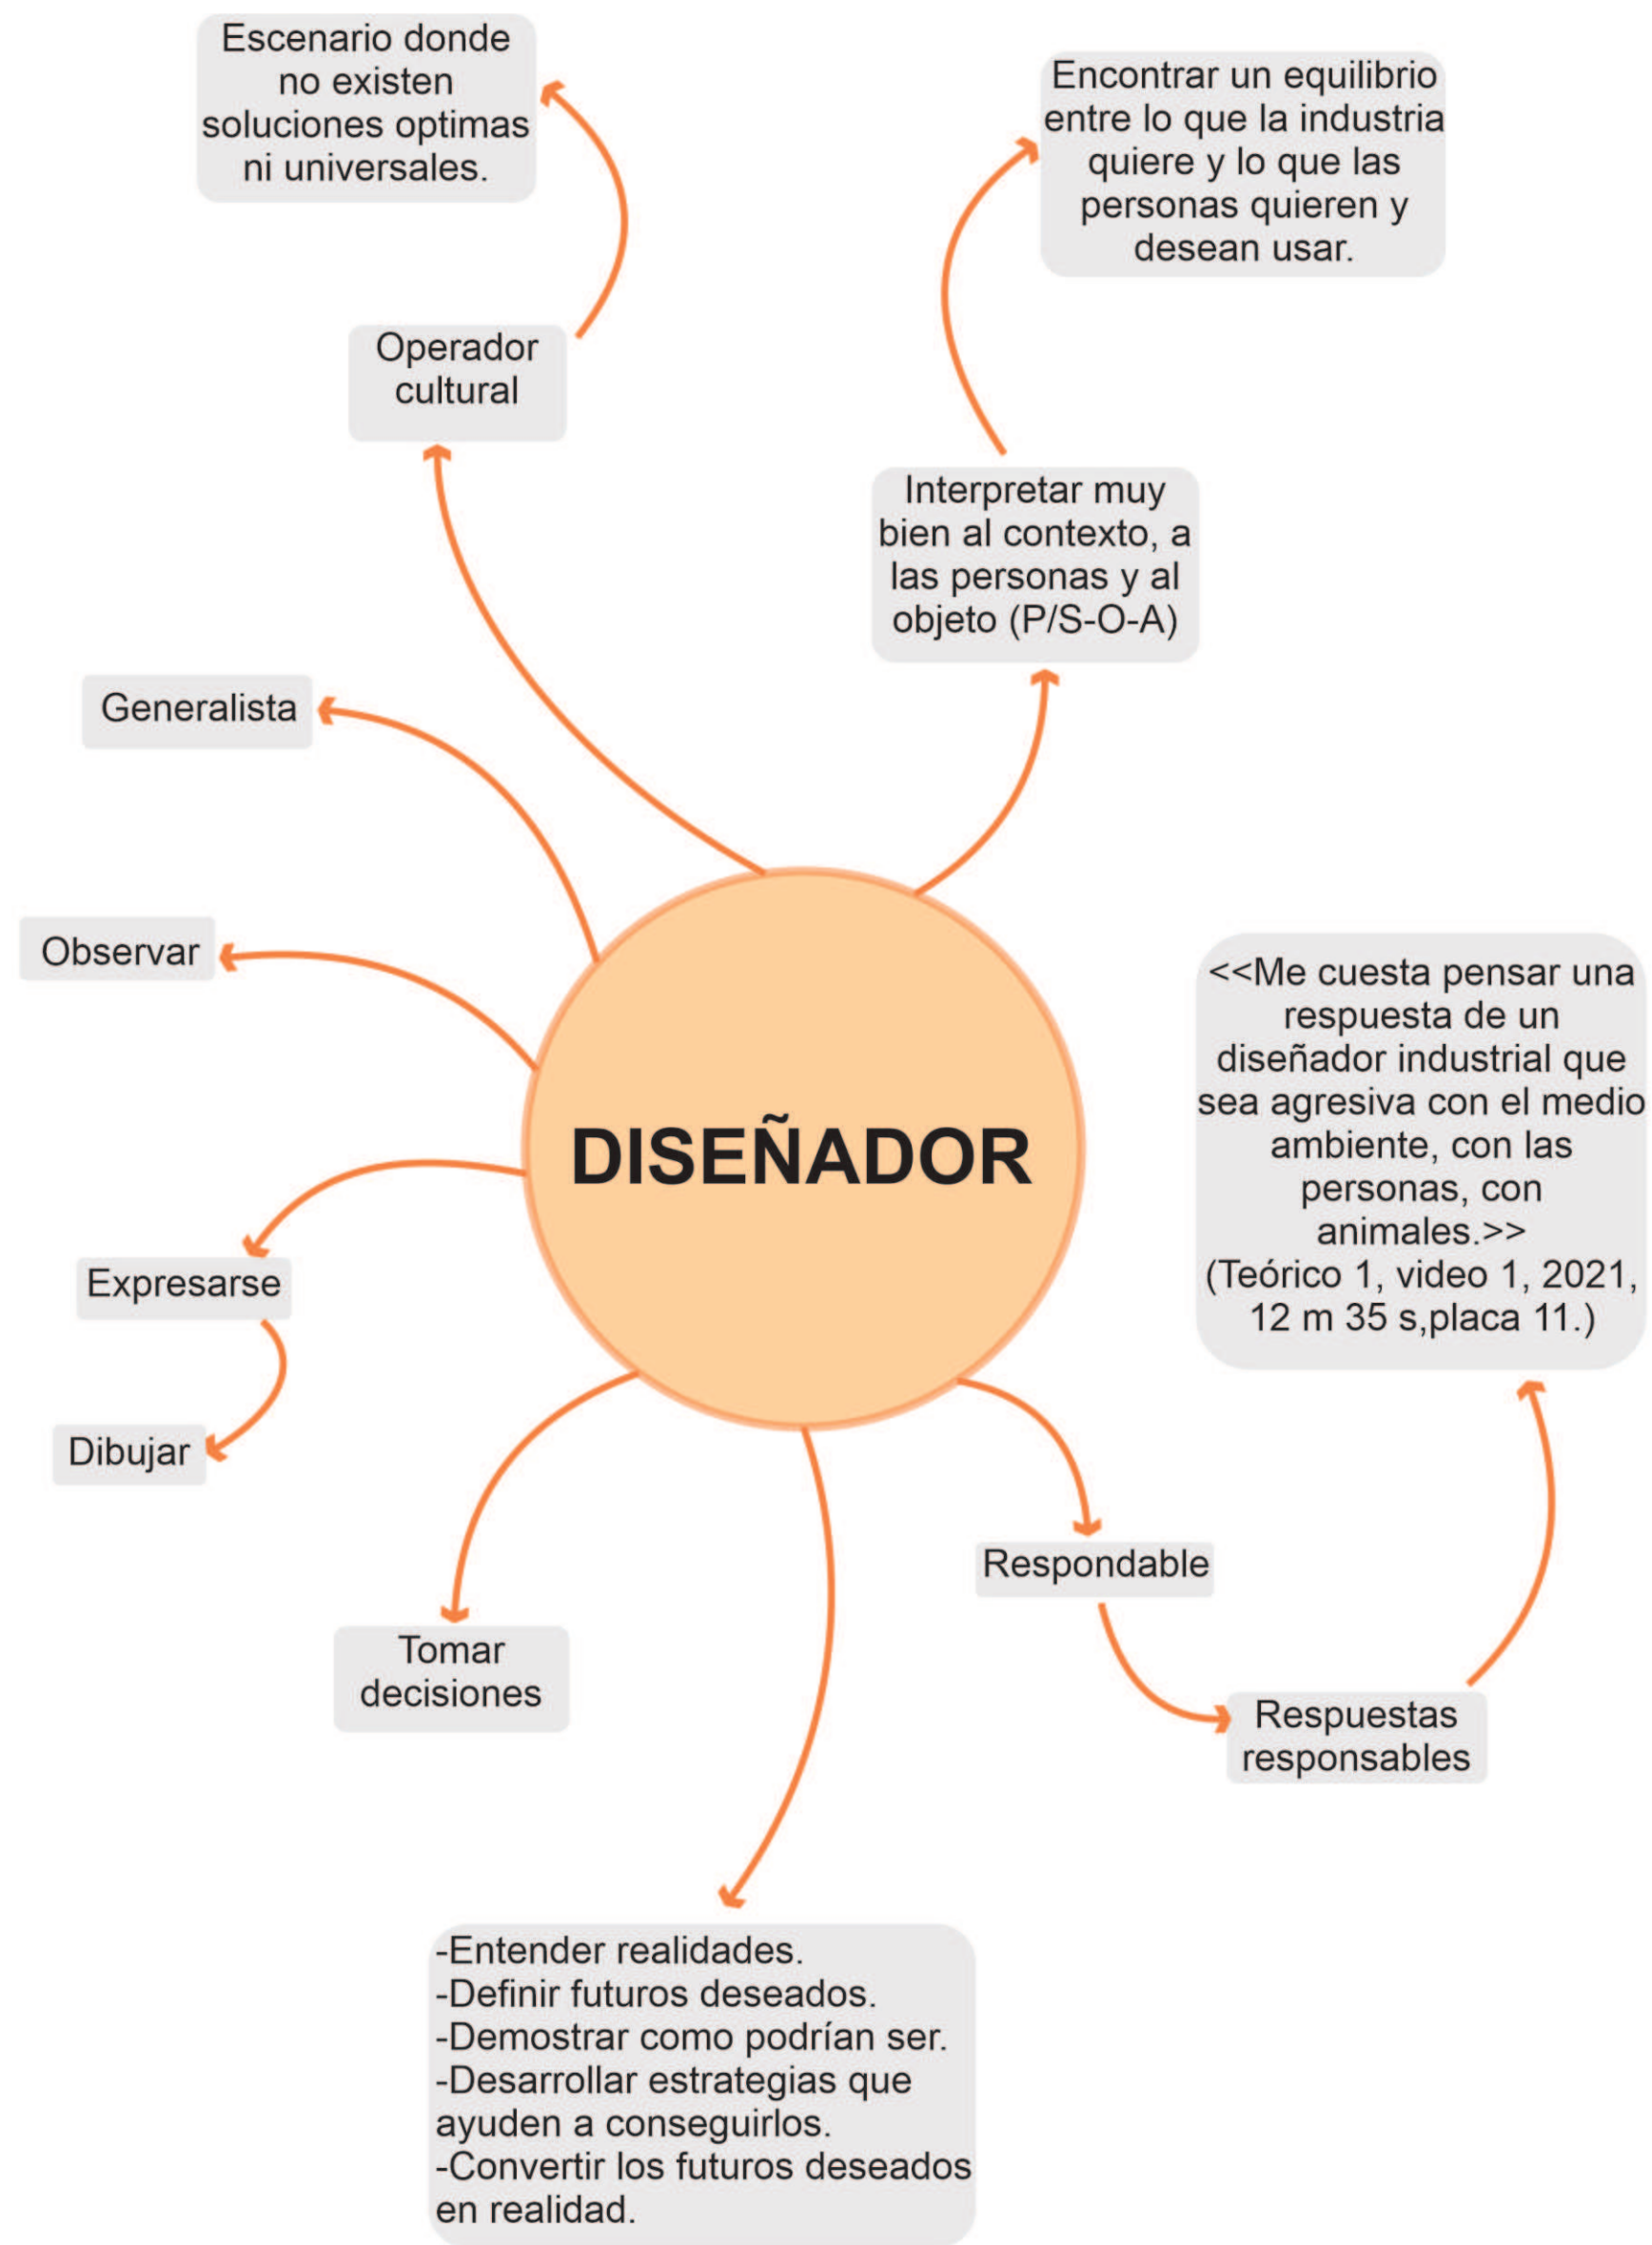 Escenario donde
no existen
soluciones optimas
ni universales.
Encontrar un equilibrio
entre lo que la industria
quiere y lo que las
personas quieren y
desean usar.
Operador
cultural
Interpretar muy
bien al contexto, a
las personas y al
objeto (P/S-O-A)
Generalista
Observar
<<Me cuesta pensar una
respuesta de un
diseñador industrial que
sea agresiva con el medio
ambiente, con las
personas, con
animales.>>
(Teórico 1, video 1, 2021,
12 m 35 s,placa 11.)
DISEÑADOR
Expresarse
Dibujar
Respondable
Tomar
decisiones
Respuestas
responsables
-Entender realidades.
-Definir futuros deseados.
-Demostrar como podrían ser.
-Desarrollar estrategias que
ayuden a conseguirlos.
-Convertir los futuros deseados
en realidad.